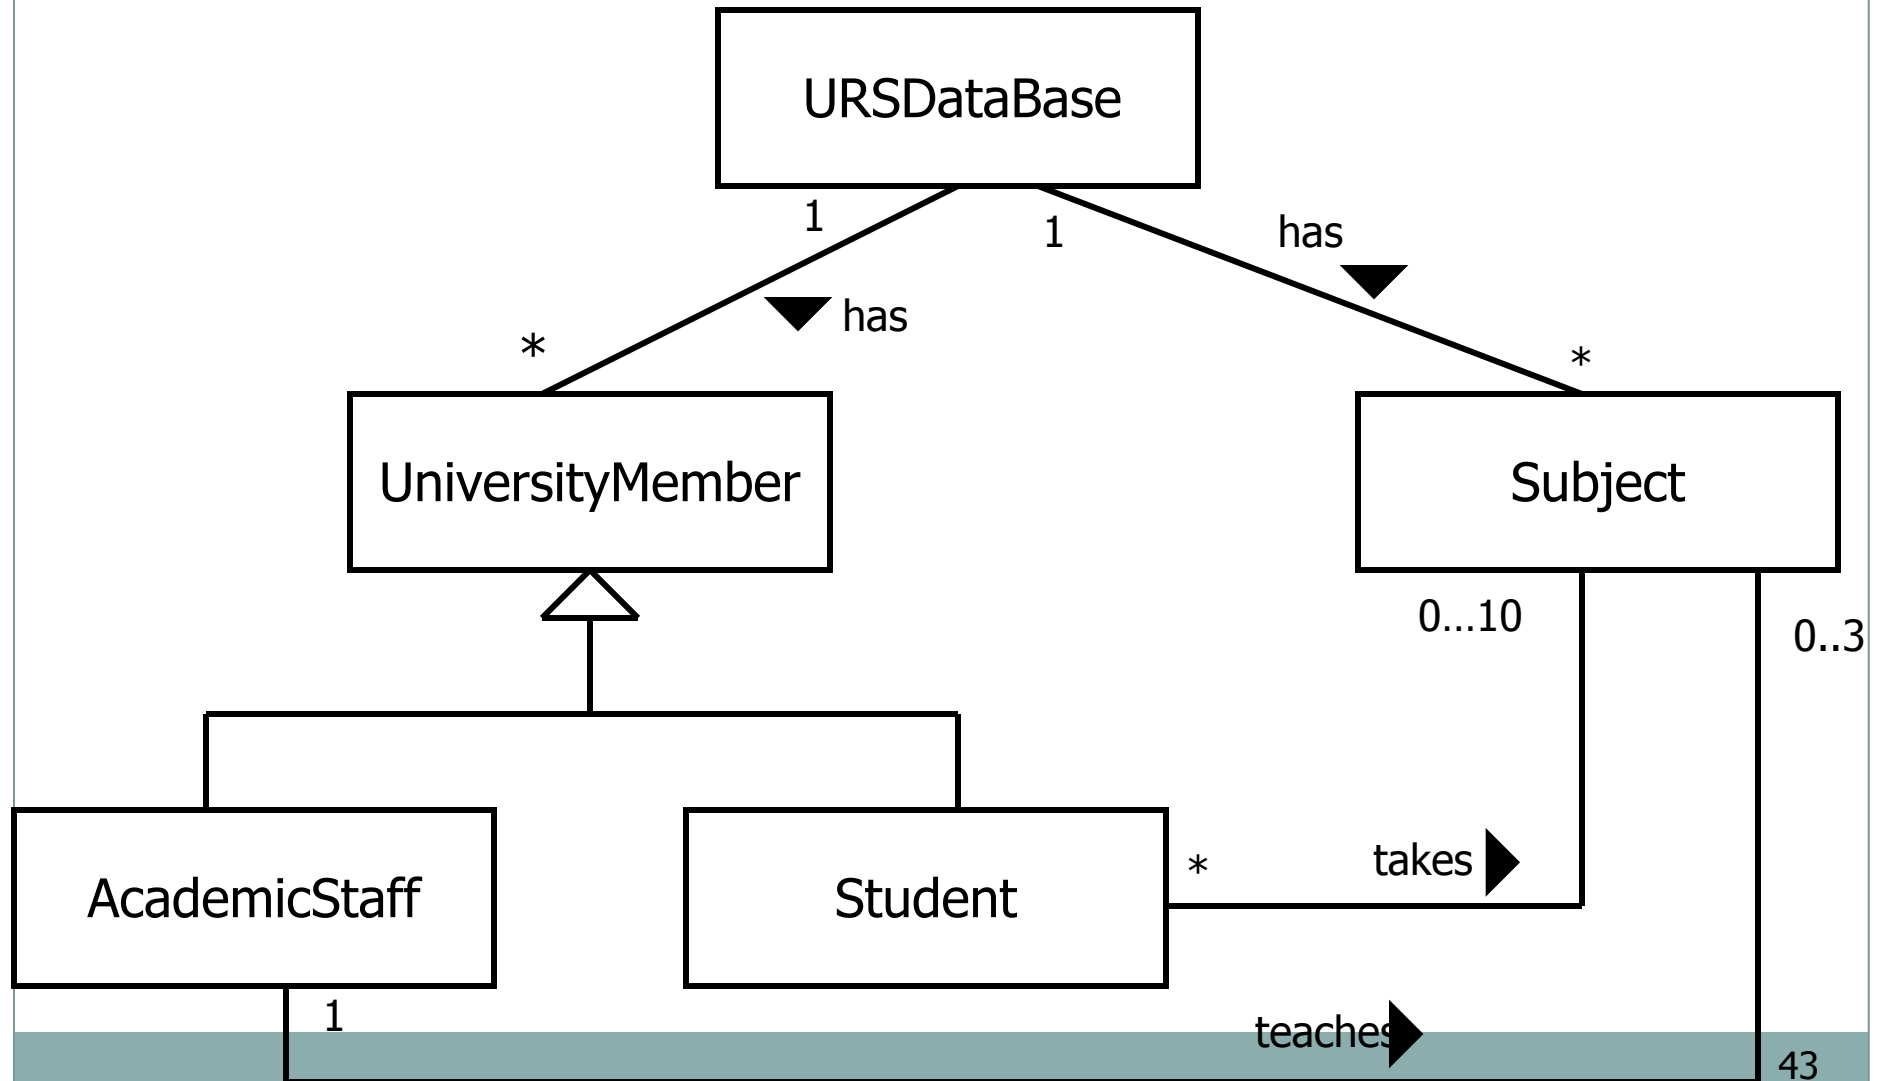 URSDataBase
1
1
has
has
*
*
UniversityMember
Subject
0...10
0..3
AcademicStaff
Student
*
takes
1
teaches
43